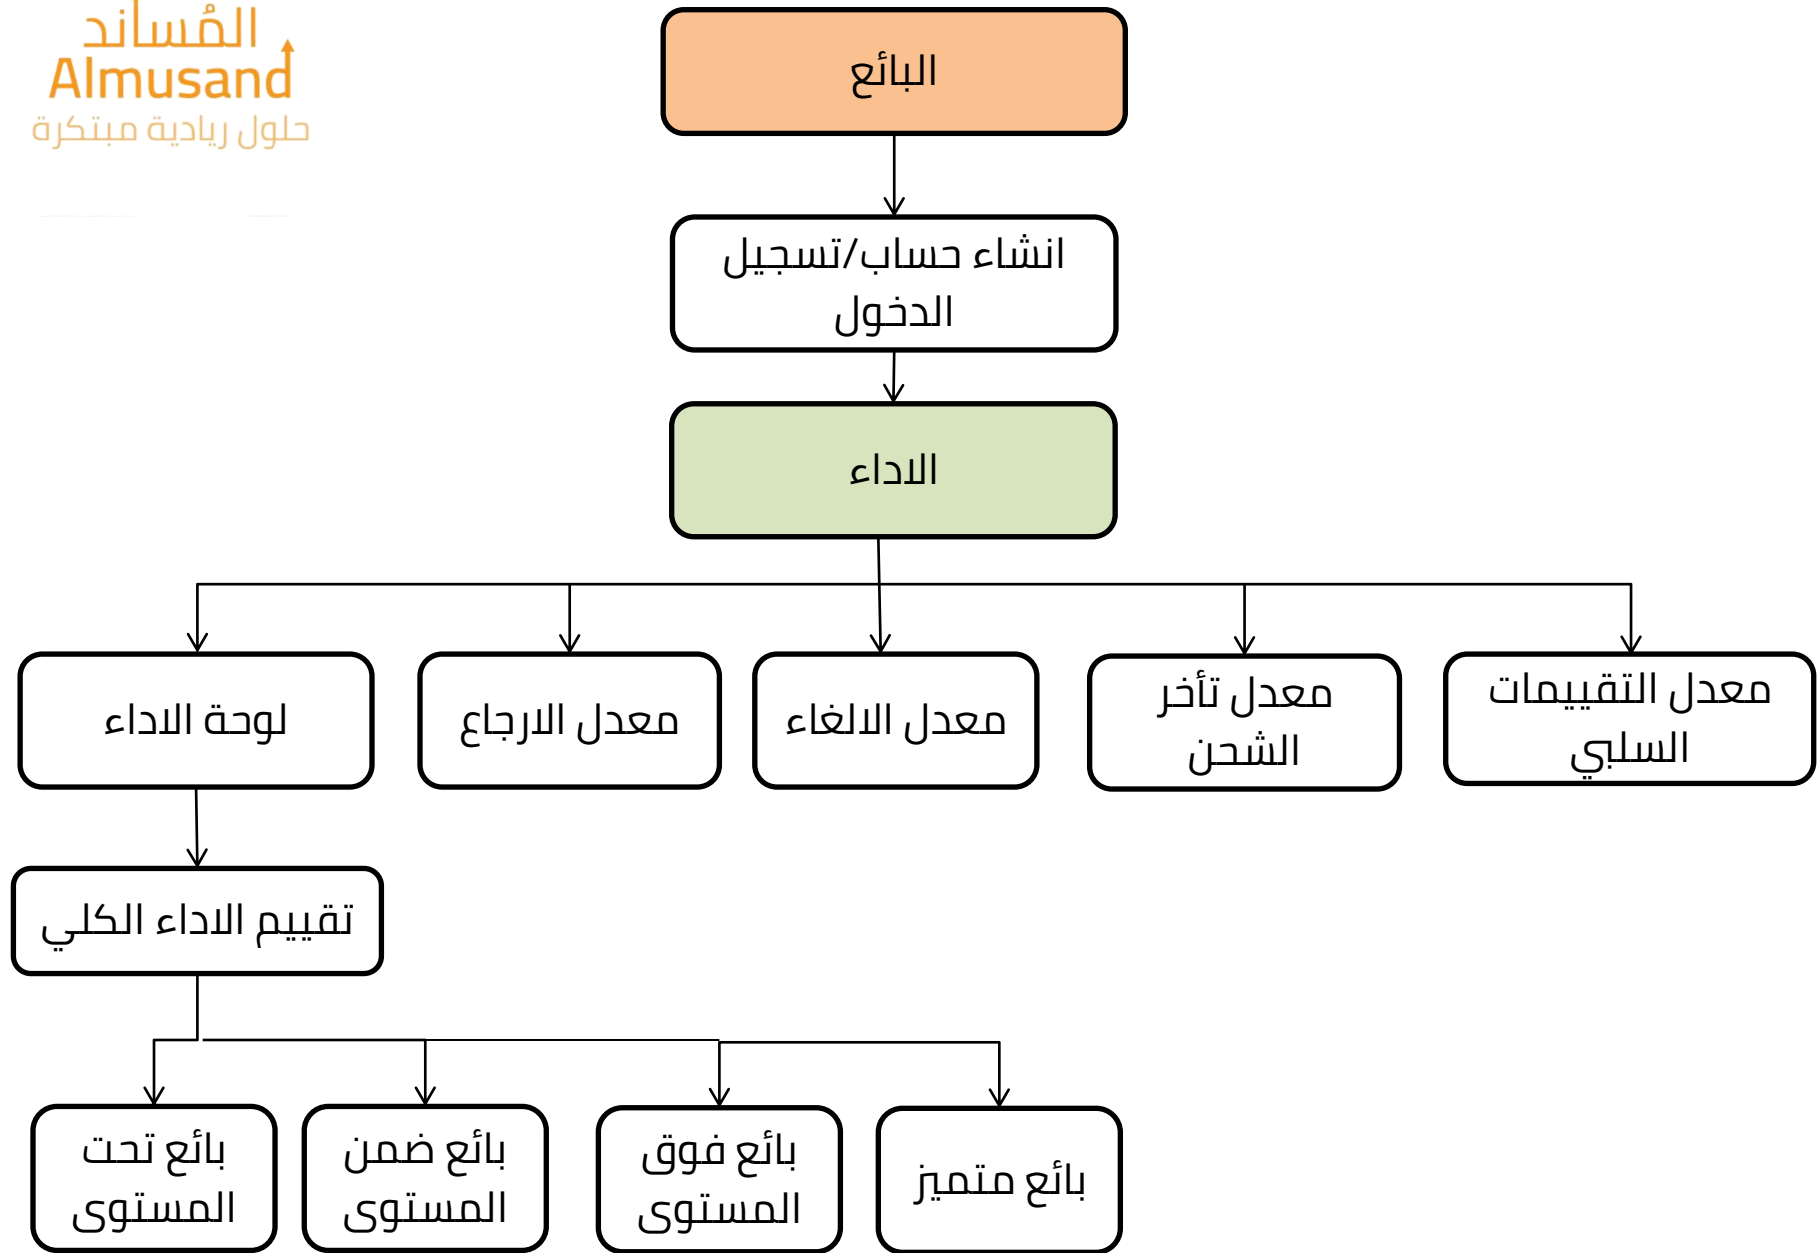 المُساند
Almusand
حلول ريادية مبتكرة
البائع
انشاء حساب/تسجيل
الدخول
الاداء
معدل التقييمات
السلبي
معدل تأخر
الشحن
معدل الالغاء
معدل الارجاع
لوحة الاداء
تقييم الاداء الكلي
بائع متميز
بائع فوق
المستوى
بائع ضمن
المستوى
بائع تحت
المستوى